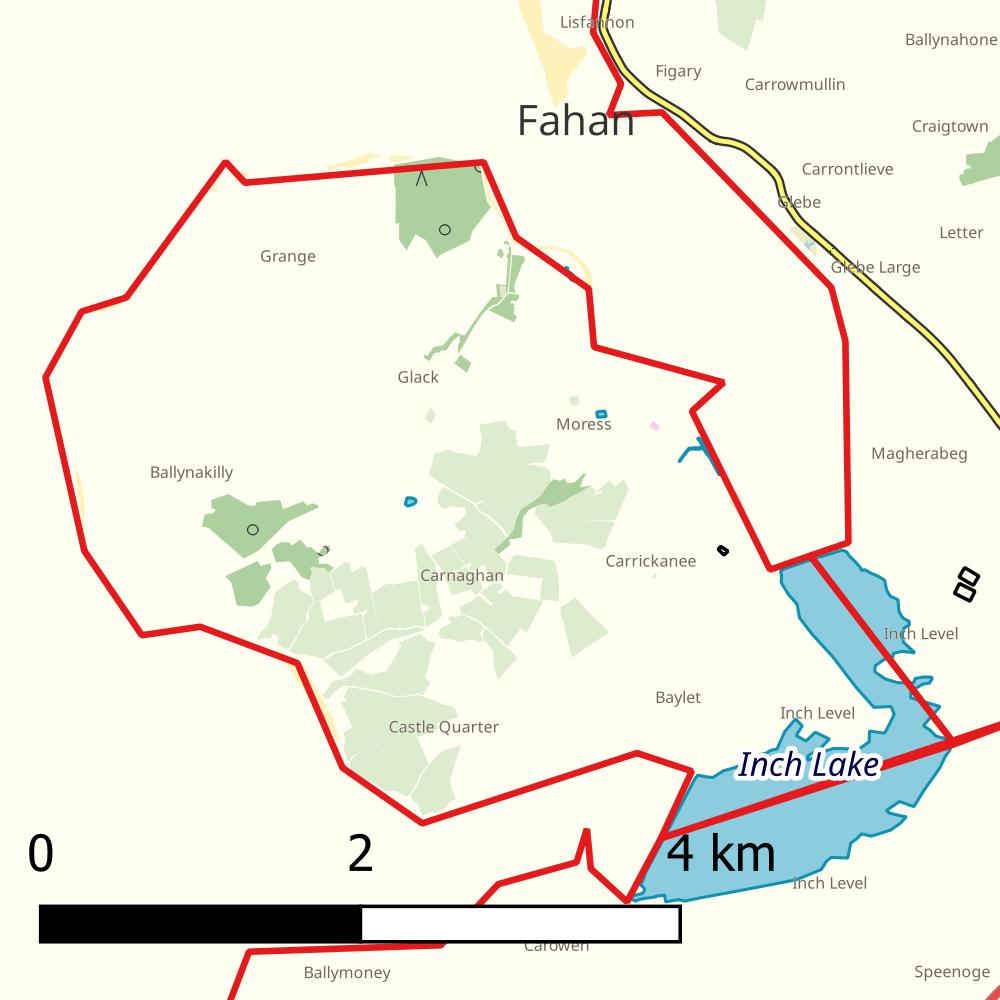 Lisfannon
Ballynahone
Figary
Carrowmullin
Fahan
Craigtown
Carrontlieve
Glebe
Letter
Grange
Glebe Large
Glack
Moress
Magherabeg
Ballynakilly
Carrickanee
Carnaghan
Inch Level
Baylet
Inch Level
Castle Quarter
Inch Lake
0
2
4 km
Inch Level
Carowen
Ballymoney
Speenoge